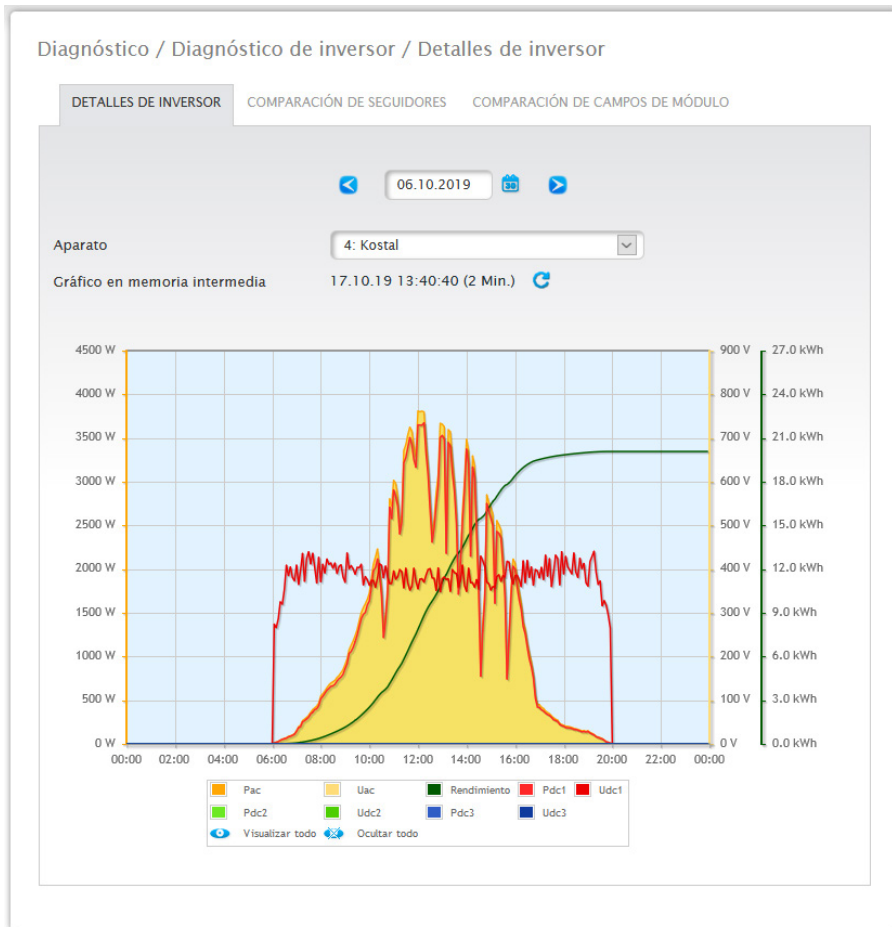 Diagnóstico / Diagnóstico de inversor / Detalles de inversor
DETALLES DE INVERSOR COMPARACIÓN DE SEGUIDORES COMPARACIÓN DE CAMPOS DE MÓDULO
06.10.2019 30
Aparato 4: Kostal
Gráfico en memoria intermedia 17.10.19 13:40:40 (2 Min.)
4500 W 900 V 27.0 kWh
4000 W 800 V 24.0 kWh
3500 W 700 V 21.0 kWh
3000 W 600 V 18.0 kWh
2500 W 500 V 15.0 kWh
2000 W 400 V 12.0 kWh
1500 W 300 V 9.0 kWh
1000 W 200 V 6.0 kWh
500 W 100 V 3.0 kWh
0 W 0 V 0.0 kWh
00:00 02:00 04:00 06:00 08:00 10:00 12:00 14:00 16:00 18:00 20:00 22:00 00:00
Pac Uac Rendimiento Pdc1 Udc1
Pdc2 Udc2 Pdc3 Udc3
Visualizar todo Ocultar todo